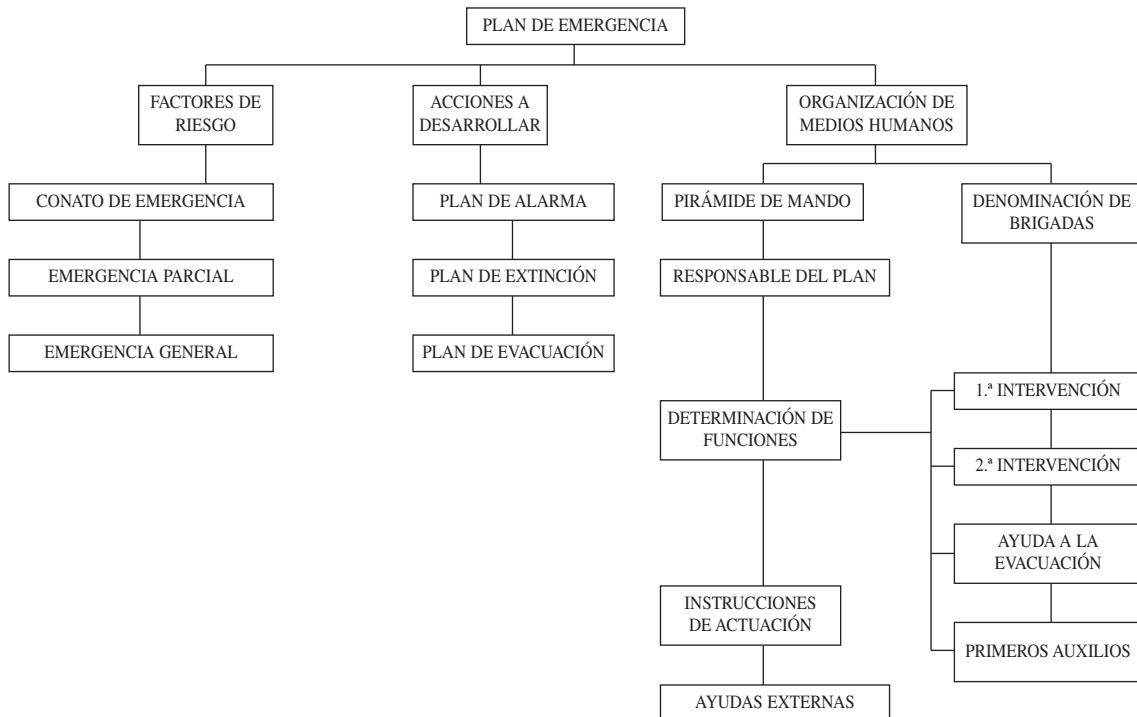 PLAN DE EMERGENCIA
FACTORES DE
RIESGO
ACCIONES A
DESARROLLAR
ORGANIZACIÓN DE
MEDIOS HUMANOS
CONATO DE EMERGENCIA
PLAN DE ALARMA
PIRÁMIDE DE MANDO
DENOMINACIÓN DE
BRIGADAS
EMERGENCIA PARCIAL
PLAN DE EXTINCIÓN
RESPONSABLE DEL PLAN
EMERGENCIA GENERAL
PLAN DE EVACUACIÓN
1.ª INTERVENCIÓN
DETERMINACIÓN DE
FUNCIONES
2.ª INTERVENCIÓN
AYUDA A LA
EVACUACIÓN
INSTRUCCIONES
DE ACTUACIÓN
PRIMEROS AUXILIOS
AYUDAS EXTERNAS